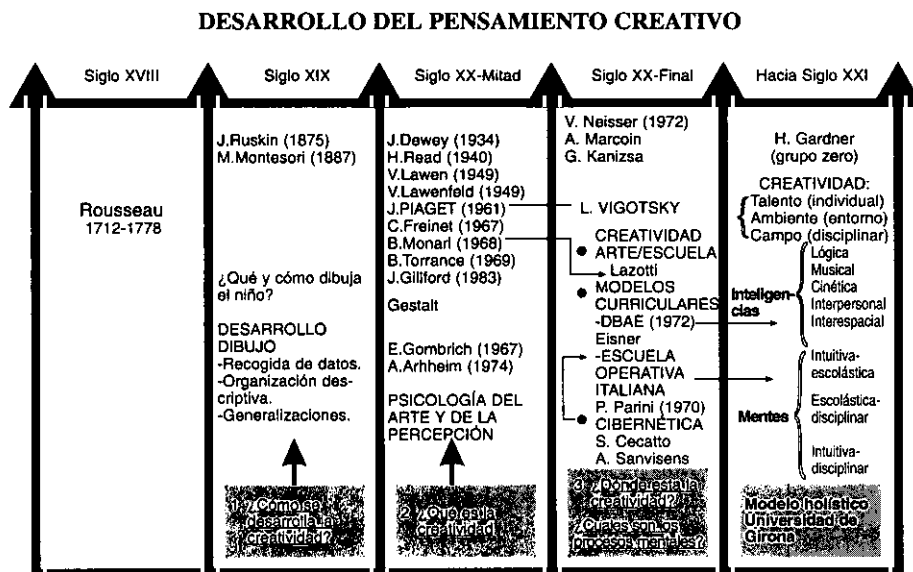 DESARROLLO DEL PENSAMIENTO CREATIVO
Siglo XVIII
Rousseau
1712-1778
Siglo XIX
J.Ruskin (1875)
M.Montesori (1887)
¿Qué y cómo dibuja
el niño?
DESARROLLO
DIBUJO
-Recogida de datos.
-Organización des-
criptiva.
-Generalizaciones.
1. ¿Cómo se
desarrolla la
creatividad?
Siglo XX-Mitad
J.Dewey (1934)
H.Read (1940)
V.Lawen (1949)
V.Lawenfeld (1949)
J.PIAGET (1961)
C.Freinet (1967)
B.Monarl (1968)
B.Torrance (1969)
J.Gillford (1983)
Gestalt
E.Gombrich (1967)
A.Arhheim (1974)
PSICOLOGÍA DEL
ARTE Y DE LA
PERCEPCIÓN
2. ¿Qué es la
creatividad
Siglo XX-Final
V. Neisser (1972)
A. Marcoin
G. Kanizsa
L. VIGOTSKY
● CREATIVIDAD
ARTE/ESCUELA
Lazotti
● MODELOS
CURRICULARES
-DBAE (1972)
Eisner
-ESCUELA
OPERATIVA
ITALIANA
P. Parini (1970)
● CIBERNÉTICA
S. Cecatto
A. Sanvisens
3. ¿Dónde está la
creatividad?
¿Cuáles son los
procesos mentales?
Hacia Siglo XXI
H. Gardner
(grupo zero)
CREATIVIDAD:
Talento (individual)
Ambiente (entorno)
Campo (disciplinar)
Inteligen-
cias
Lógica
Musical
Cinética
Interpersonal
Interespacial
Mentes
Intuitiva-
escolástica
Escolástica-
disciplinar
Intuitiva-
disciplinar
Modelo holístico
Universidad de
Girona